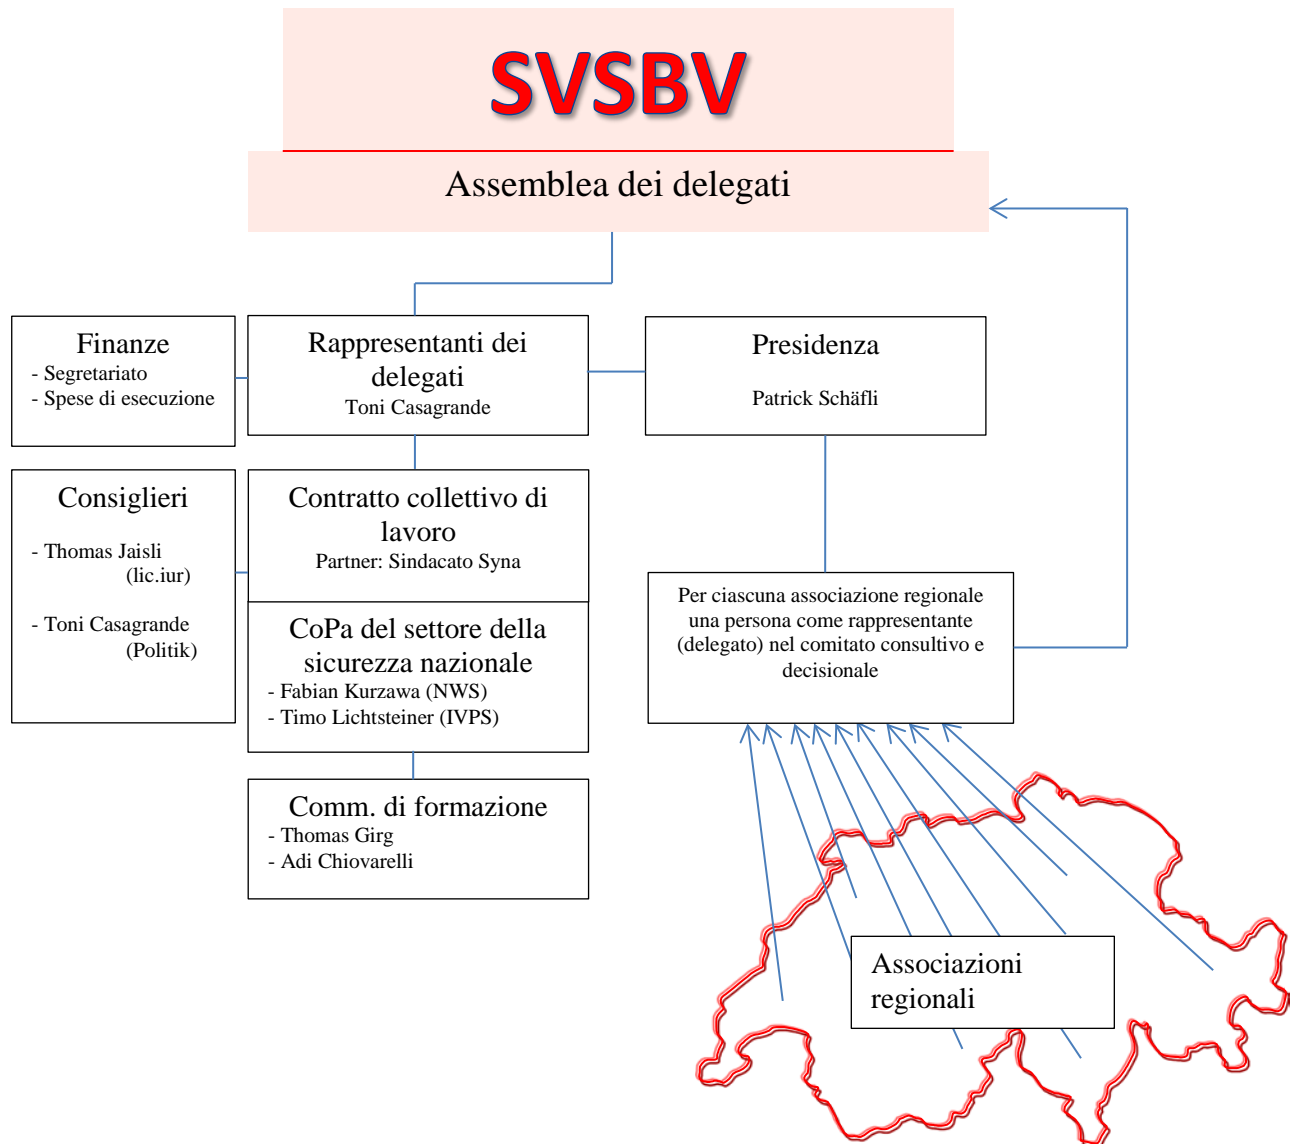 SVSBV
Assemblea dei delegati
Finanze
- Segretariato
- Spese di esecuzione
Rappresentanti dei
delegati
Toni Casagrande
Presidenza
Patrick Schäfli
Consiglieri
- Thomas Jaisli
(lic.iur)
- Toni Casagrande
(Politik)
Contratto collettivo di
lavoro
Partner: Sindacato Syna
CoPa del settore della
sicurezza nazionale
- Fabian Kurzawa (NWS)
- Timo Lichtsteiner (IVPS)
Comm. di formazione
- Thomas Girg
- Adi Chiovarelli
Per ciascuna associazione regionale
una persona come rappresentante
(delegato) nel comitato consultivo e
decisionale
Associazioni
regionali